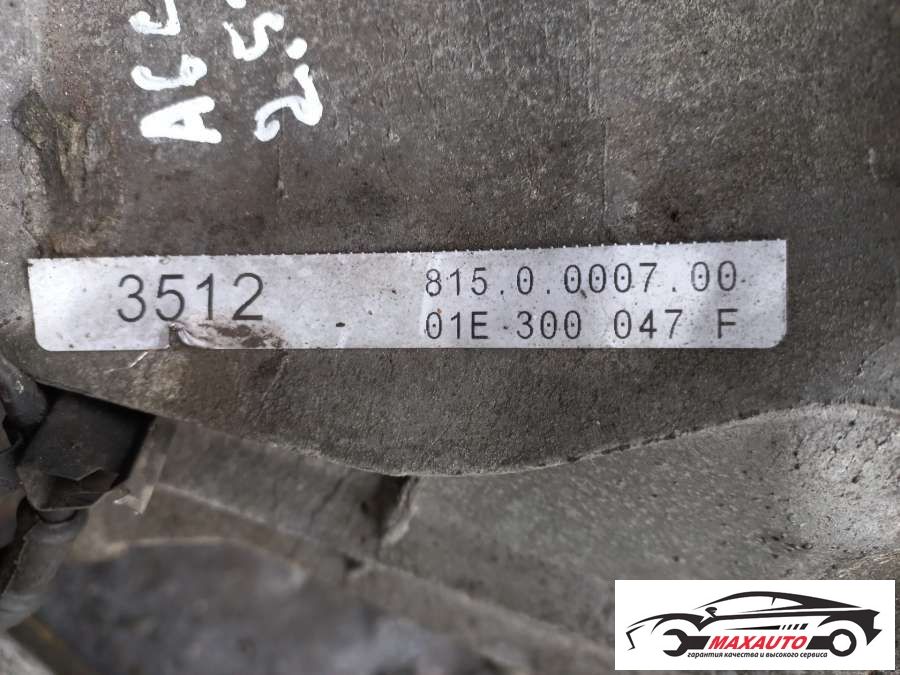 3512
815.0.0007.00
01E 300 047 F
MAXAUTO
гарантия качества и высокого сервиса